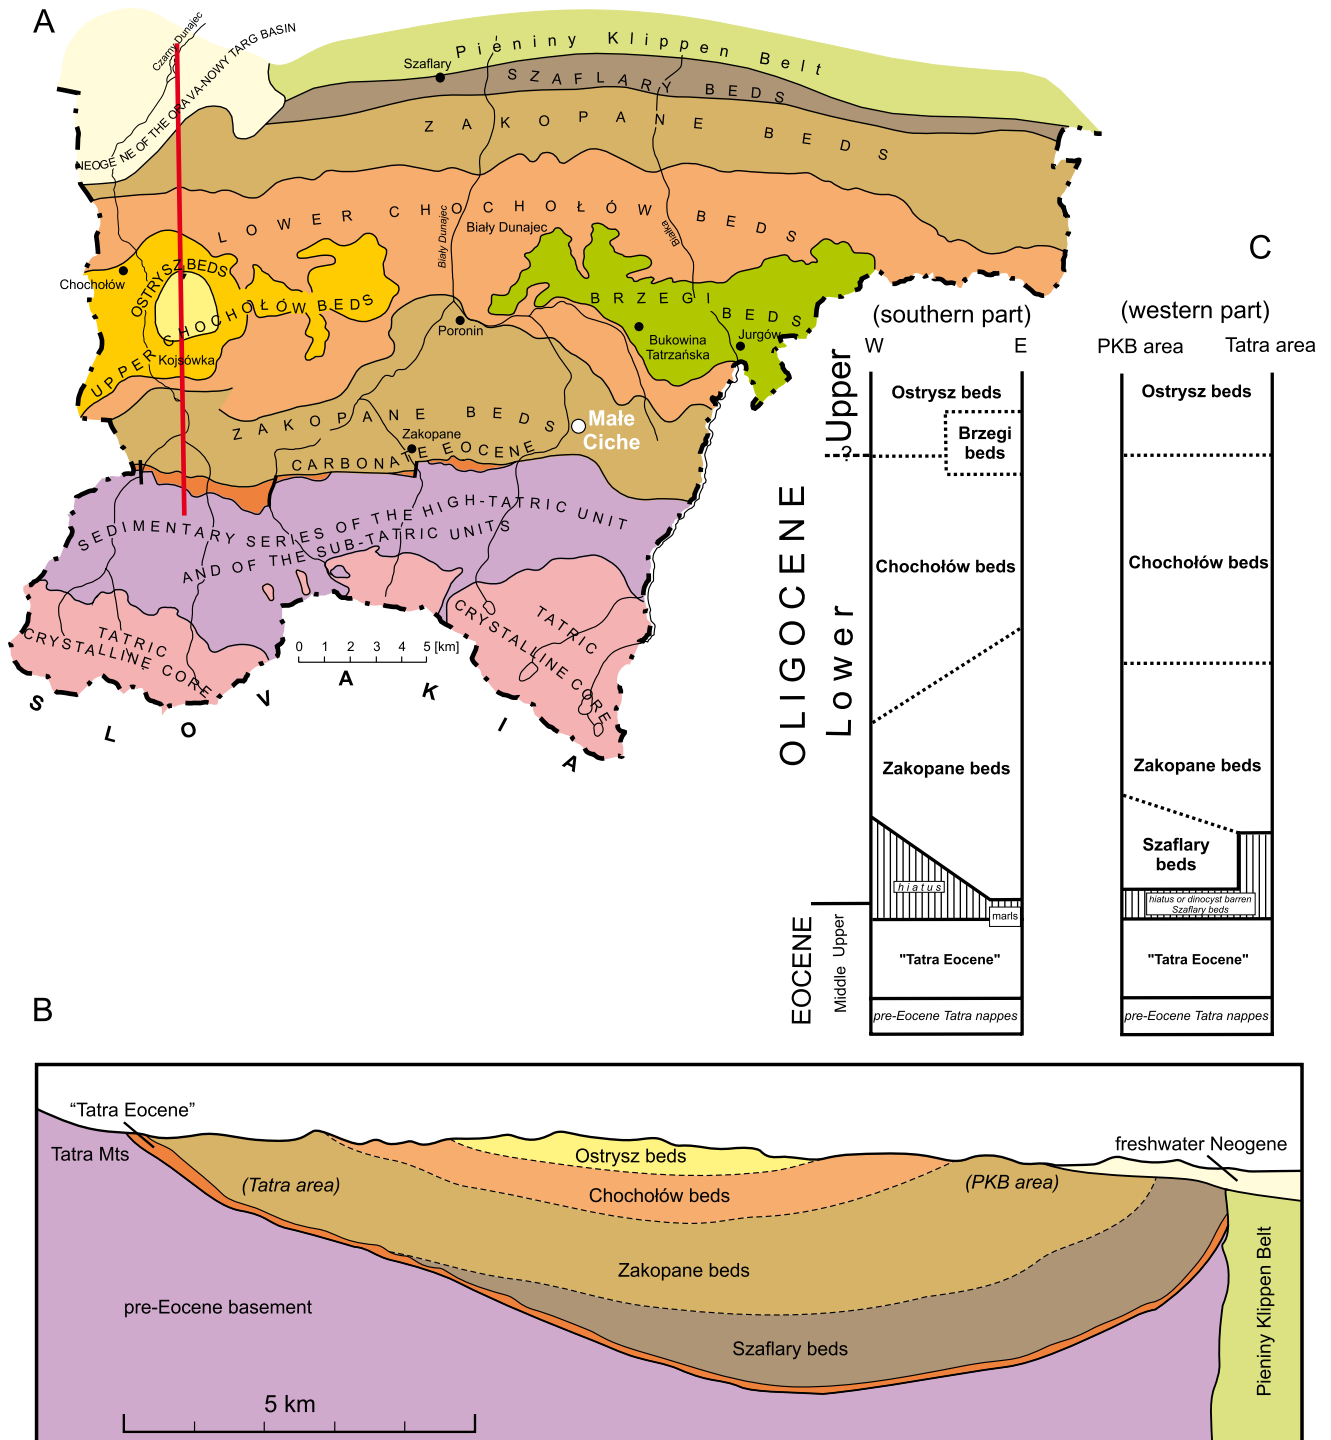 A
Czarny Dunajec
NEOGENE OF THE ORAVA-NOWY TARG BASIN
Piéniny Klippen Belt
Szaflary
SZAFLARY BEDS
ZAKOPANE BEDS
LOWER CHOCHOŁÓW BEDS
Biały Dunajec
Biały Dunajec
Białka
Chochołów
OSTRYSZ BEDS
UPPER CHOCHOŁÓW BEDS
Kojsówka
BRZEGI BEDS
Poronin
Bukowina
Tatrzańska
Jurgów
ZAKOPANE BEDS
Małe
Ciche
Zakopane
CARBONATE EOCENE
SEDIMENTARY SERIES OF THE HIGH-TATRIC UNIT
AND OF THE SUB-TATRIC UNITS
TATRIC
CRYSTALLINE CORE
TATRIC
CRYSTALLINE CORE
0 1 2 3 4 5 [km]
SLOVAKIA
C
(southern part)
W E
(western part)
PKB area Tatra area
OLIGOCENE
Upper
?
Lower
EOCENE
Middle Upper
Ostrysz beds
Brzegi
beds
Chochołów beds
Zakopane beds
hiatus
marls
"Tatra Eocene"
pre-Eocene Tatra nappes
Ostrysz beds
Chochołów beds
Zakopane beds
Szaflary
beds
hiatus or dinocyst barren
Szaflary beds
"Tatra Eocene"
pre-Eocene Tatra nappes
B
“Tatra Eocene”
Tatra Mts
freshwater Neogene
Ostrysz beds
(Tatra area)
Chochołów beds
(PKB area)
Zakopane beds
pre-Eocene basement
Szaflary beds
Pieniny Klippen Belt
5 km